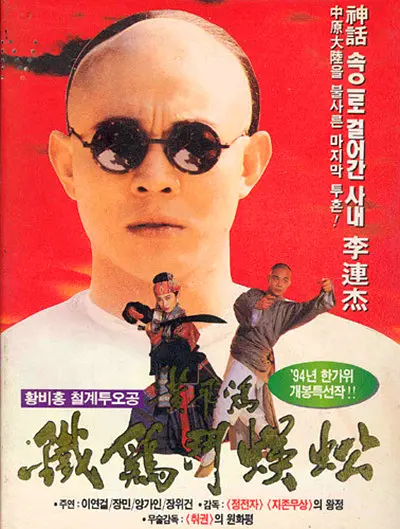 神話 속으로 걸어간 사내 李連杰
中原大陸을 불사른 마지막 투혼!
'94년 한가위
개봉특선작!!
황비홍 철계투오공
黃飛鴻
鐵鷄鬥蜈蚣
•주연:이연걸/장민/양가인/장위건 •감독:〈정전자〉〈지존무상〉의 왕정
•무술감독:〈취권〉의 원화평